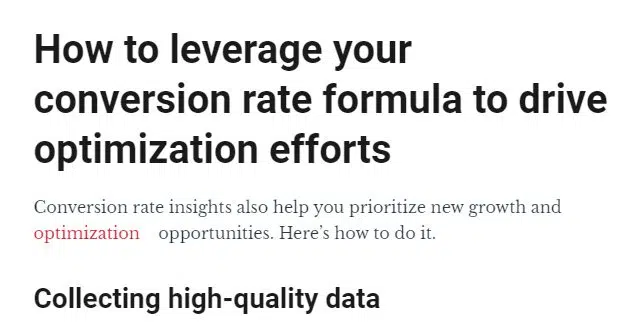 How to leverage your
conversion rate formula to drive
optimization efforts
Conversion rate insights also help you prioritize new growth and
optimization opportunities. Here’s how to do it.
Collecting high-quality data